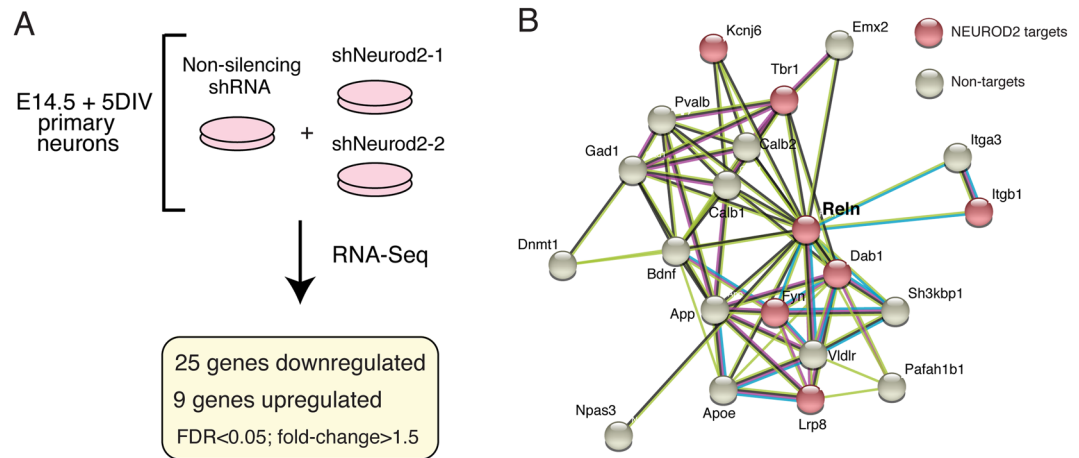 A
E14.5 + 5DIV
primary
neurons
Non-silencing
shRNA
+
shNeurod2-1
shNeurod2-2
RNA-Seq
25 genes downregulated
9 genes upregulated
FDR<0.05; fold-change>1.5
B
Kcnj6
Emx2
NEUROD2 targets
Non-targets
Tbr1
Pvalb
Calb2
Gad1
Itga3
Calb1
Itgb1
Reln
Dnmt1
Bdnf
Dab1
Fyn
Sh3kbp1
App
Vldlr
Pafah1b1
Apoe
Lrp8
Npas3